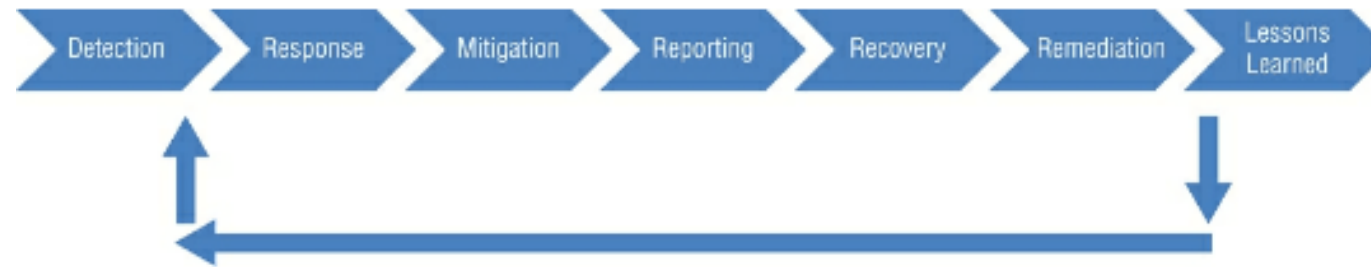 Detection
Response
Mitigation
Reporting
Recovery
Remediation
Lessons
Learned